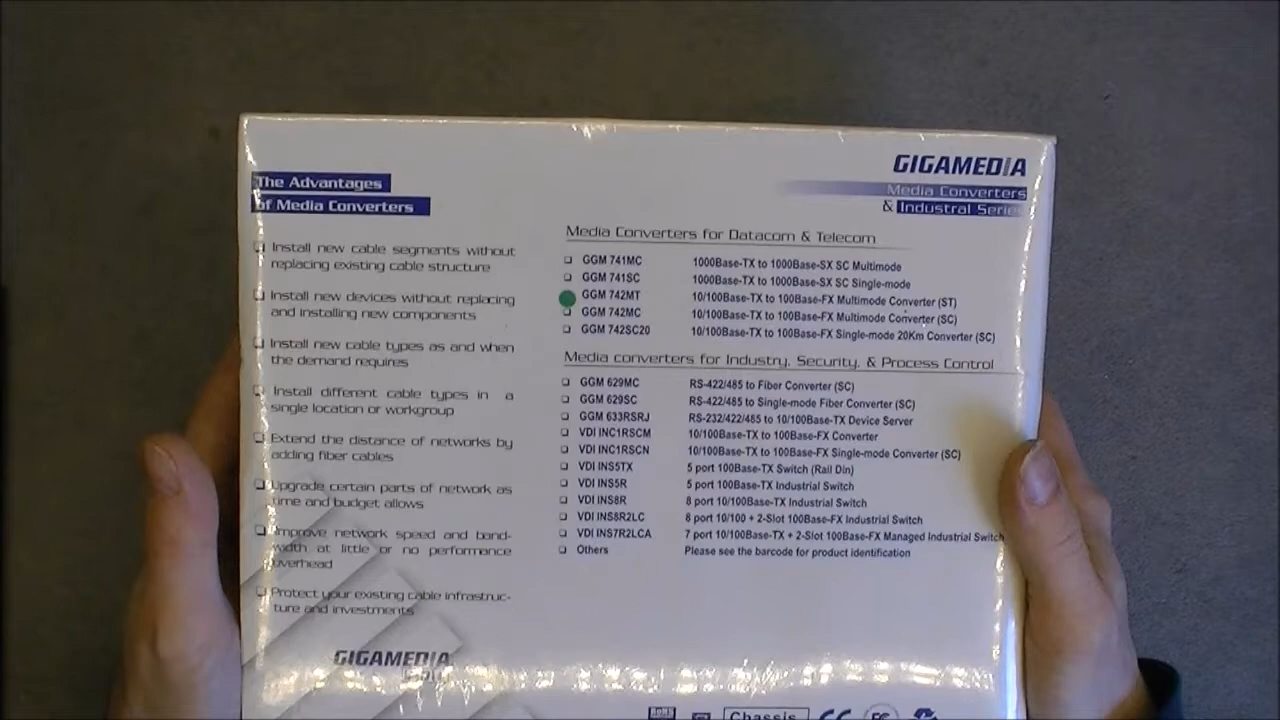 The Advantages
of Media Converters
Install new cable segments without
replacing existing cable structure
Install new devices without replacing
and installing new components
Install new cable types as and when
the demand requires
Install different cable types in a
single location or workgroup
Extend the distance of networks by
adding fiber cables
Upgrade certain parts of network as
time and budget allows
Improve network speed and band-
width at little or no performance
overhead
Protect your existing cable infrastruc-
ture and investments
GIGAMEDIA
GIGAMEDIA
Media Converters
& Industral Serie
Media Converters for Datacom & Telecom
GGM 741MC 1000Base-TX to 1000Base-SX SC Multimode
GGM 741SC 1000Base-TX to 1000Base-SX SC Single-mode
GGM 742MT 10/100Base-TX to 100Base-FX Multimode Converter (ST)
GGM 742MC 10/100Base-TX to 100Base-FX Multimode Converter (SC)
GGM 742SC20 10/100Base-TX to 100Base-FX Single-mode 20Km Converter (SC)
Media converters for Industry, Security, & Process Control
GGM 629MC RS-422/485 to Fiber Converter (SC)
GGM 629SC RS-422/485 to Single-mode Fiber Converter (SC)
GGM 633RSRJ RS-232/422/485 to 10/100Base-TX Device Server
VDI INC1RSCM 10/100Base-TX to 100Base-FX Converter
VDI INC1RSCN 10/100Base-TX to 100Base-FX Single-mode Converter (SC)
VDI INS5TX 5 port 100Base-TX Switch (Rail Din)
VDI INS5R 5 port 100Base-TX Industrial Switch
VDI INS8R 8 port 10/100Base-TX Industrial Switch
VDI INS8R2LC 8 port 10/100 + 2-Slot 100Base-FX Industrial Switch
VDI INS7R2LCA 7 port 10/100Base-TX + 2-Slot 100Base-FX Managed Industrial Switch
Others Please see the barcode for product identification
Chassis CE FC